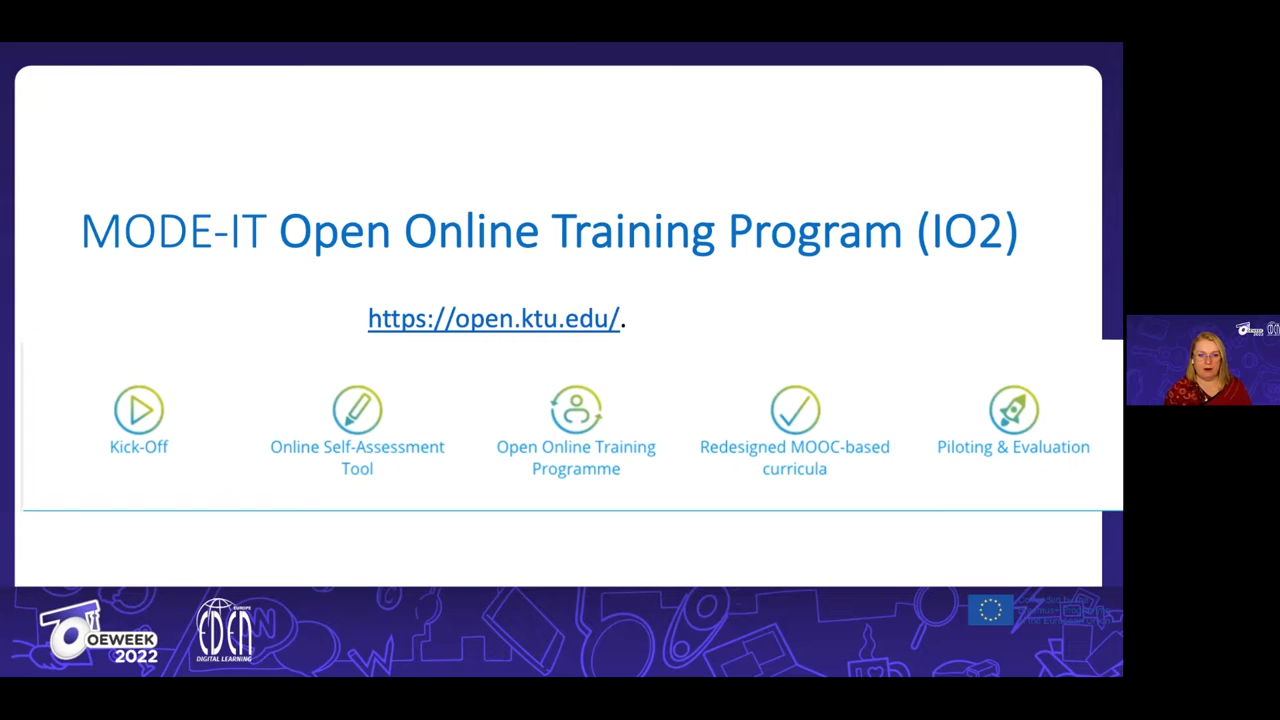 MODE-IT Open Online Training Program (IO2)
https://open.ktu.edu/.
Kick-Off
Online Self-Assessment
Tool
Open Online Training
Programme
Redesigned MOOC-based
curricula
Piloting & Evaluation
OEWEEK
2022
EDEN
EUROPE
DIGITAL LEARNING